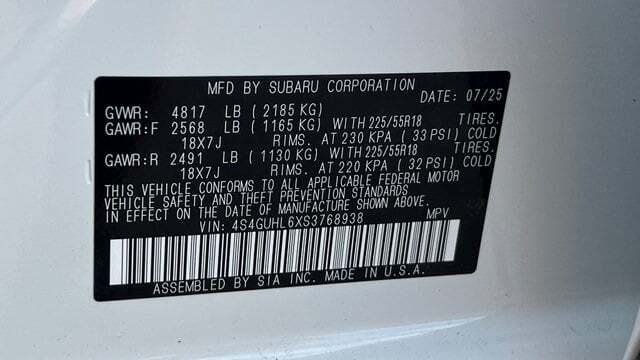 MFD BY SUBARU CORPORATION
DATE: 07/25
GVWR: 4817 LB (2185 KG)
GAWR:F 2568 LB (1165 KG) WITH 225/55R18 TIRES.
18X7J RIMS. AT 230 KPA (33 PSI) COLD
GAWR:R 2491 LB (1130 KG) WITH 225/55R18 TIRES.
18X7J RIMS. AT 220 KPA (32 PSI) COLD
THIS VEHICLE CONFORMS TO ALL APPLICABLE FEDERAL MOTOR
VEHICLE SAFETY AND THEFT PREVENTION STANDARDS
IN EFFECT ON THE DATE OF MANUFACTURE SHOWN ABOVE.
VIN: 4S4GUHL6XS3768938 MPV
ASSEMBLED BY SIA INC. MADE IN U.S.A.